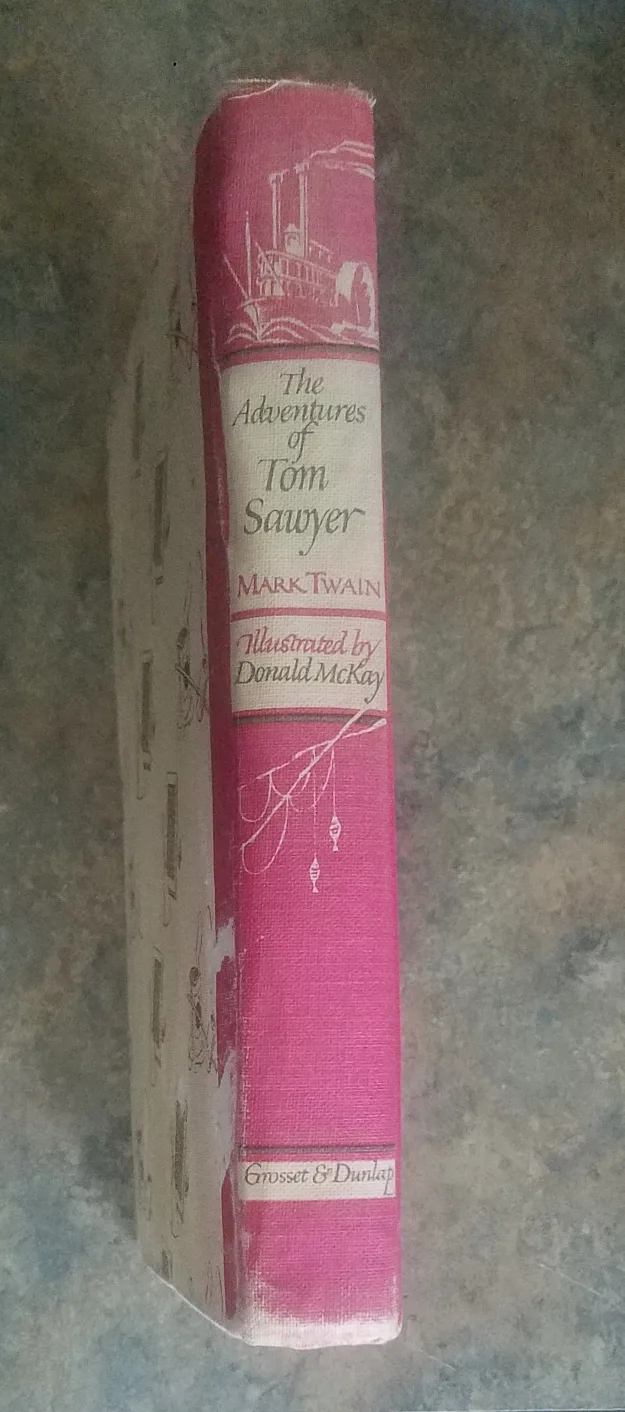 The
Adventures
of
Tom
Sawyer
MARK TWAIN
Illustrated by
Donald McKay
Grosset & Dunlap